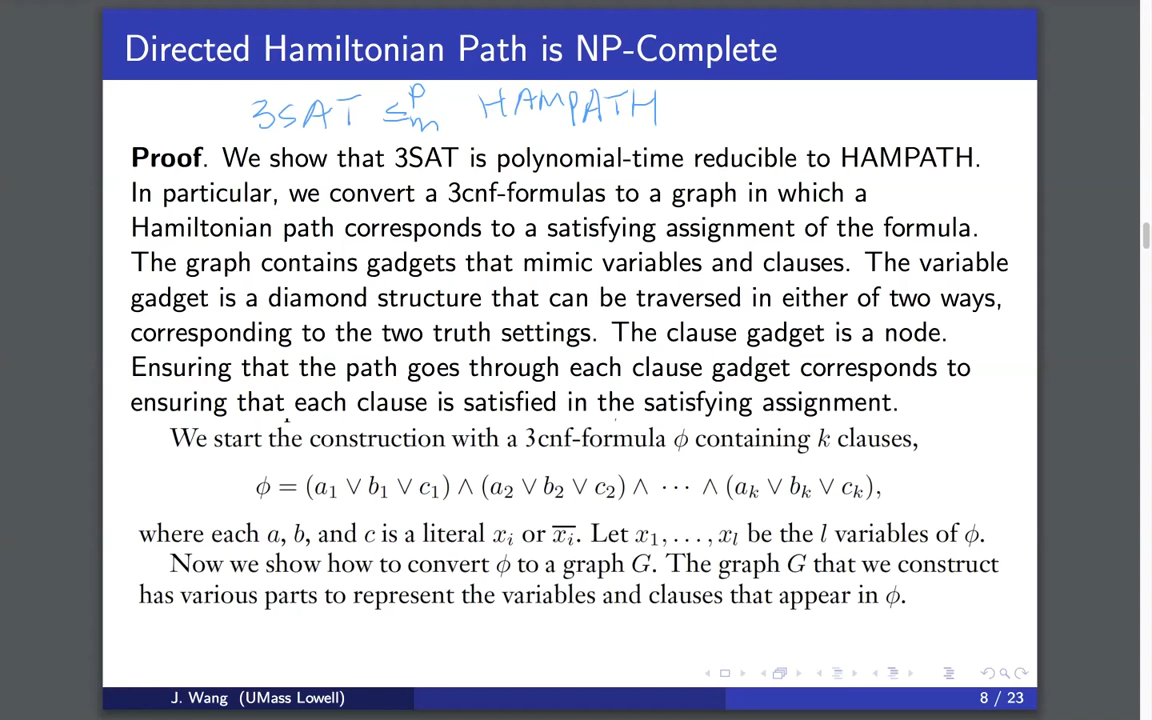 Directed Hamiltonian Path is NP-Complete
3SAT ≤ᵖₘ HAMPATH
Proof. We show that 3SAT is polynomial-time reducible to HAMPATH.
In particular, we convert a 3cnf-formulas to a graph in which a
Hamiltonian path corresponds to a satisfying assignment of the formula.
The graph contains gadgets that mimic variables and clauses. The variable
gadget is a diamond structure that can be traversed in either of two ways,
corresponding to the two truth settings. The clause gadget is a node.
Ensuring that the path goes through each clause gadget corresponds to
ensuring that each clause is satisfied in the satisfying assignment.
We start the construction with a 3cnf-formula ϕ containing k clauses,
ϕ = (a₁ ∨ b₁ ∨ c₁) ∧ (a₂ ∨ b₂ ∨ c₂) ∧ ⋯ ∧ (aₖ ∨ bₖ ∨ cₖ),
where each a, b, and c is a literal xᵢ or x̅ᵢ. Let x₁, . . . , xₗ be the l variables of ϕ.
Now we show how to convert ϕ to a graph G. The graph G that we construct
has various parts to represent the variables and clauses that appear in ϕ.
J. Wang (UMass Lowell) 8 / 23